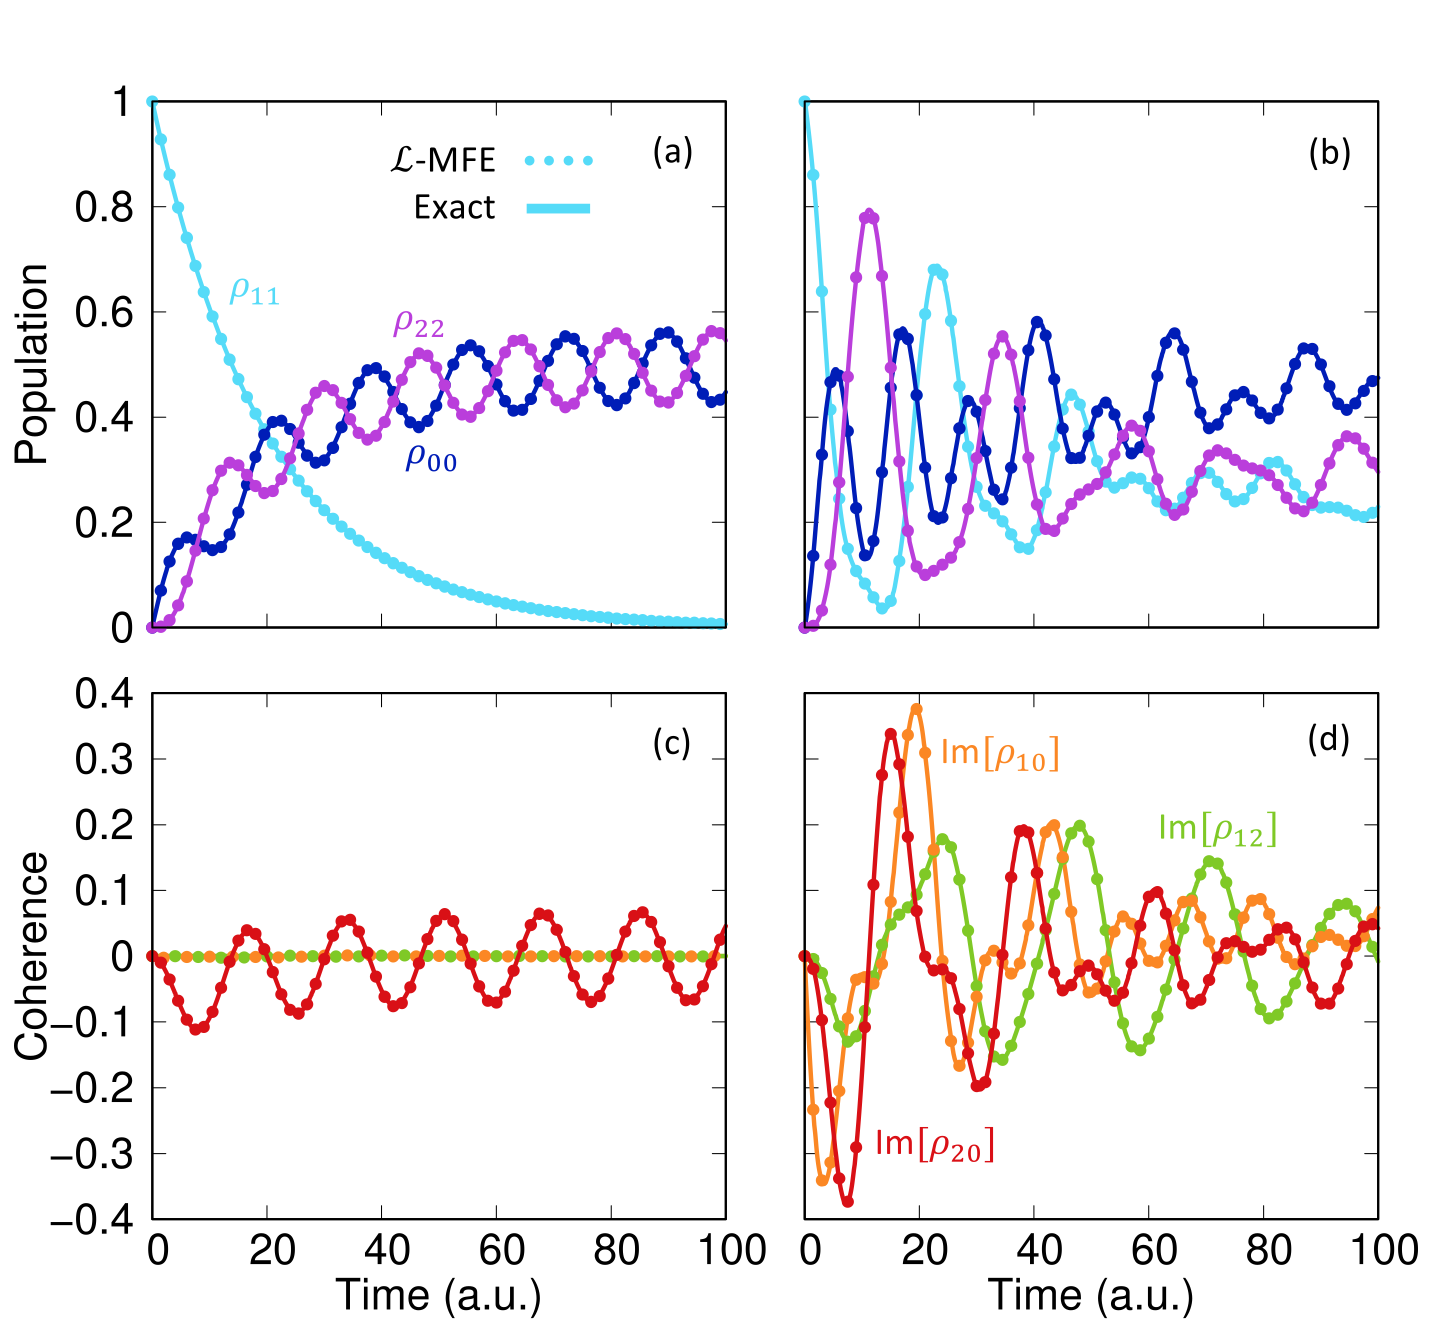 1
0.8
0.6
0.4
0.2
0
Population
ℒ-MFE
Exact
(a)
ρ₁₁
ρ₂₂
ρ₀₀
(b)
0.4
0.3
0.2
0.1
0
−0.1
−0.2
−0.3
−0.4
Coherence
(c)
0 20 40 60 80 100
Time (a.u.)
(d)
Im[ρ₁₀]
Im[ρ₁₂]
Im[ρ₂₀]
0 20 40 60 80 100
Time (a.u.)